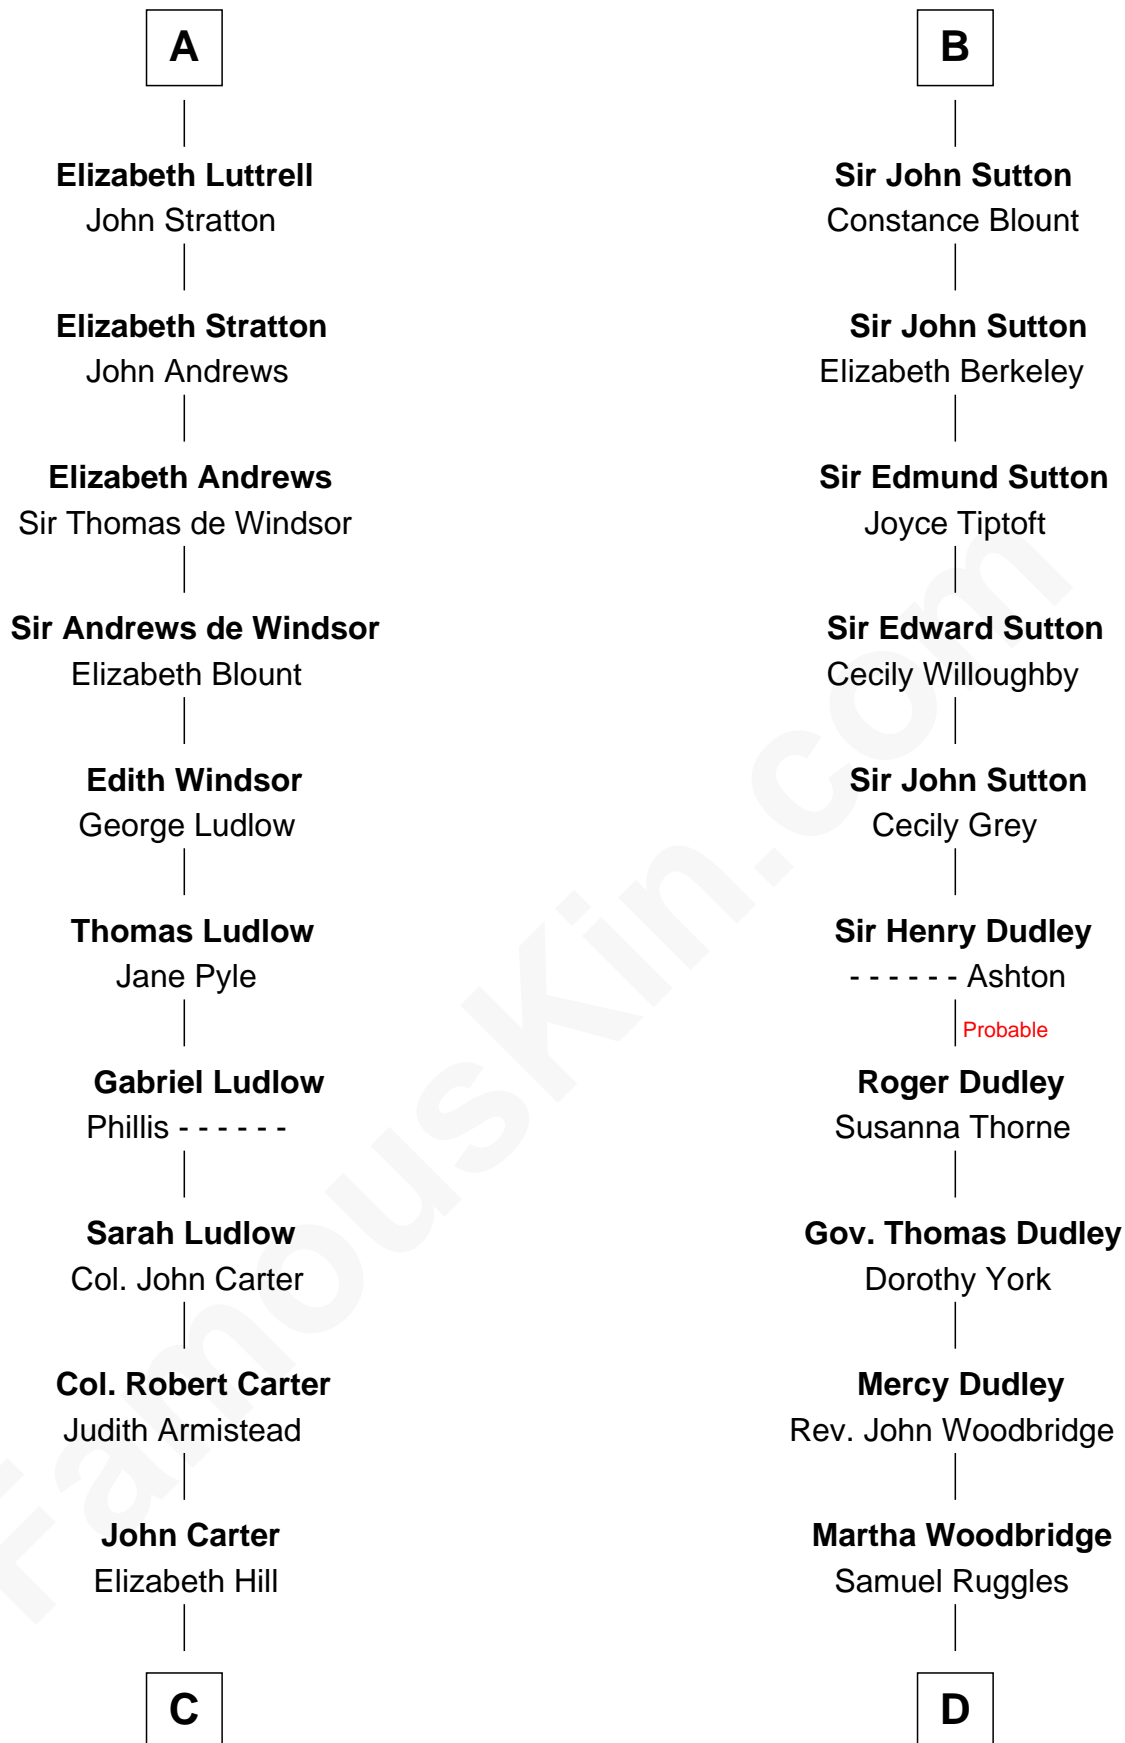 A
Elizabeth Luttrell
John Stratton
Elizabeth Stratton
John Andrews
Elizabeth Andrews
Sir Thomas de Windsor
Sir Andrews de Windsor
Elizabeth Blount
Edith Windsor
George Ludlow
Thomas Ludlow
Jane Pyle
Gabriel Ludlow
Phillis - - - - - -
Sarah Ludlow
Col. John Carter
Col. Robert Carter
Judith Armistead
John Carter
Elizabeth Hill
C
B
Sir John Sutton
Constance Blount
Sir John Sutton
Elizabeth Berkeley
Sir Edmund Sutton
Joyce Tiptoft
Sir Edward Sutton
Cecily Willoughby
Sir John Sutton
Cecily Grey
Sir Henry Dudley
- - - - - - Ashton
Probable
Roger Dudley
Susanna Thorne
Gov. Thomas Dudley
Dorothy York
Mercy Dudley
Rev. John Woodbridge
Martha Woodbridge
Samuel Ruggles
D
FamousKin.com